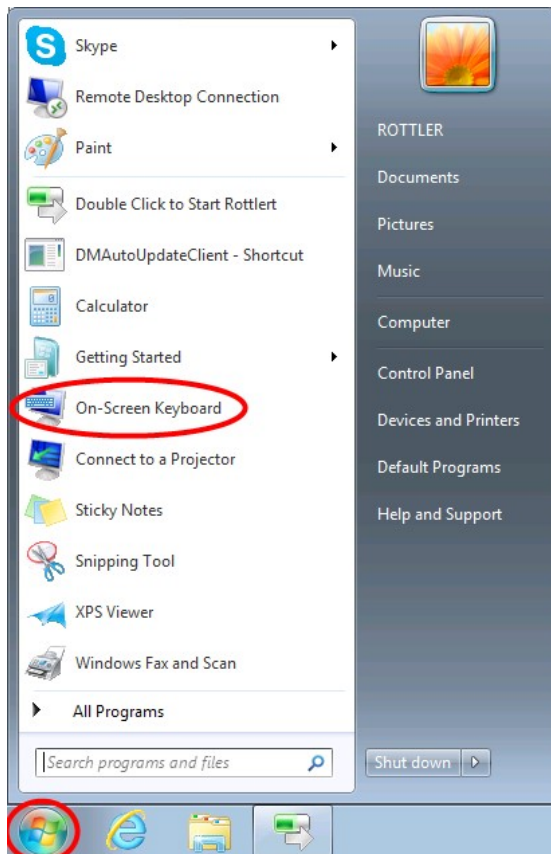 Skype
Remote Desktop Connection
Paint
Double Click to Start Rottlert
DMAutoUpdateClient - Shortcut
Calculator
Getting Started
On-Screen Keyboard
Connect to a Projector
Sticky Notes
Snipping Tool
XPS Viewer
Windows Fax and Scan
All Programs
Search programs and files
ROTTLER
Documents
Pictures
Music
Computer
Control Panel
Devices and Printers
Default Programs
Help and Support
Shut down